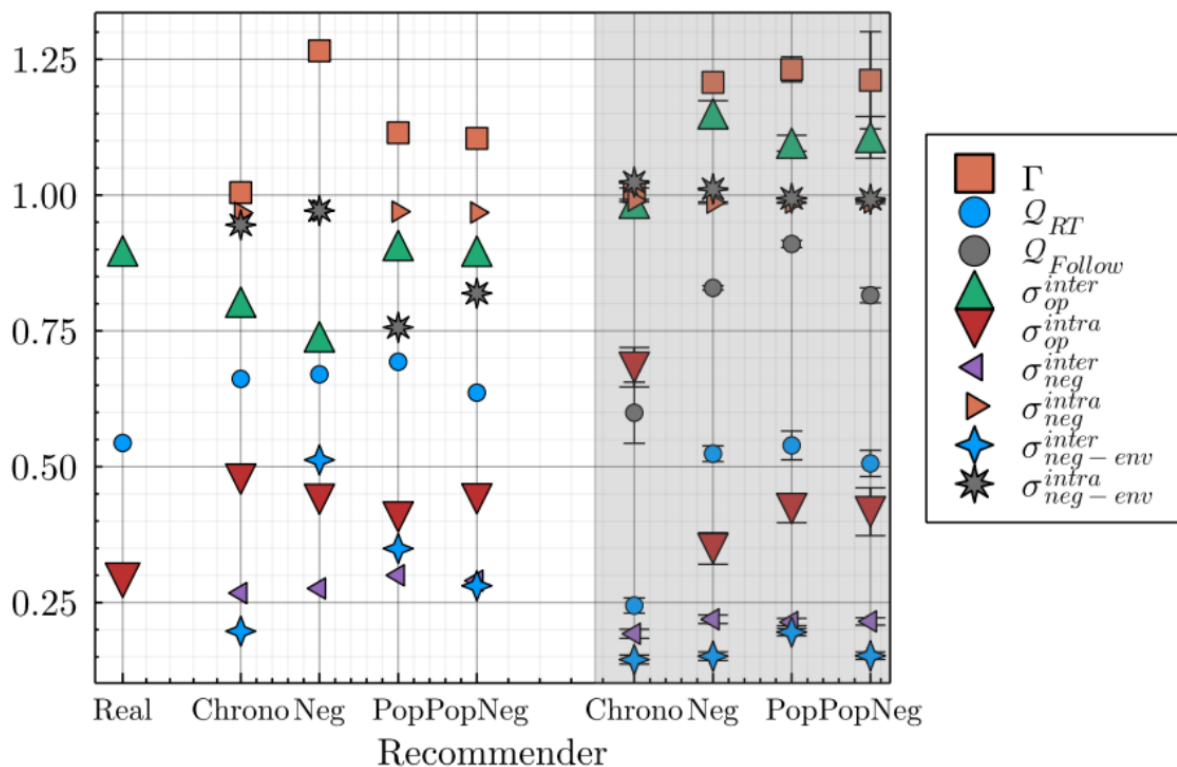 1.25
1.00
0.75
0.50
0.25
Real Chrono Neg Pop PopNeg Chrono Neg Pop PopNeg
Recommender
Γ
𝒬_RT
𝒬_Follow
σ_op^inter
σ_op^intra
σ_neg^inter
σ_neg^intra
σ_neg−env^inter
σ_neg−env^intra